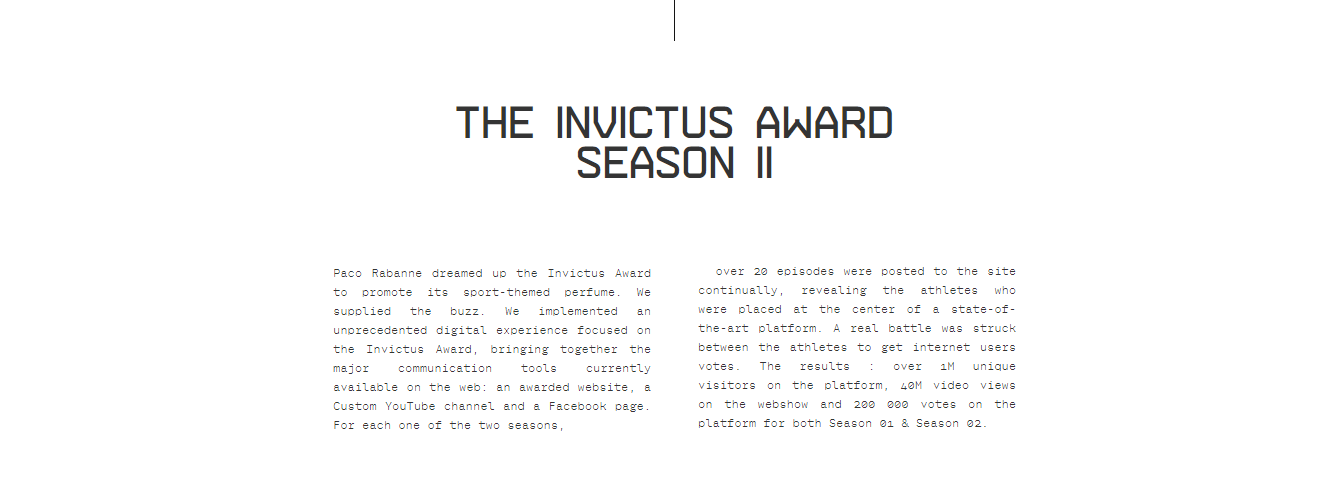 THE INVICTUS AWARD
SEASON II
Paco Rabanne dreamed up the Invictus Award
to promote its sport-themed perfume. We
supplied the buzz. We implemented an
unprecedented digital experience focused on
the Invictus Award, bringing together the
major communication tools currently
available on the web: an awarded website, a
Custom YouTube channel and a Facebook page.
For each one of the two seasons,
over 20 episodes were posted to the site
continually, revealing the athletes who
were placed at the center of a state-of-
the-art platform. A real battle was struck
between the athletes to get internet users
votes. The results : over 1M unique
visitors on the platform, 40M video views
on the webshow and 200 000 votes on the
platform for both Season 01 & Season 02.